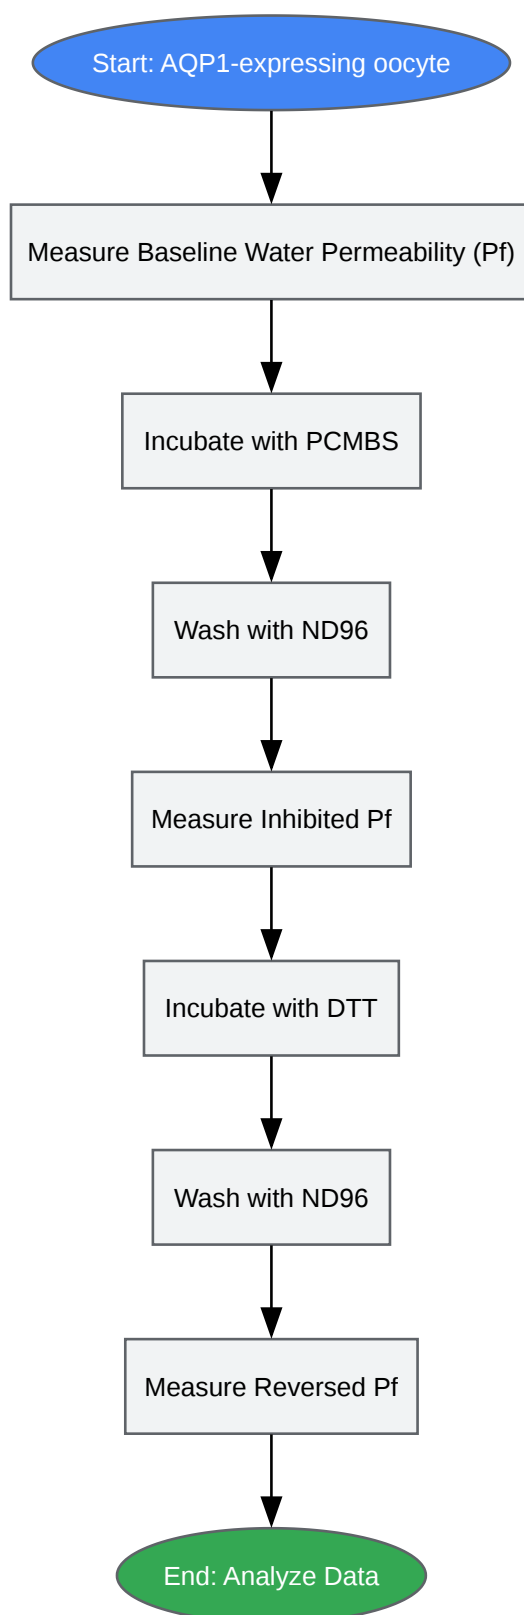 Start: AQP1-expressing oocyte
Measure Baseline Water Permeability (Pf)
Incubate with PCMBS
Wash with ND96
Measure Inhibited Pf
Incubate with DTT
Wash with ND96
Measure Reversed Pf
End: Analyze Data